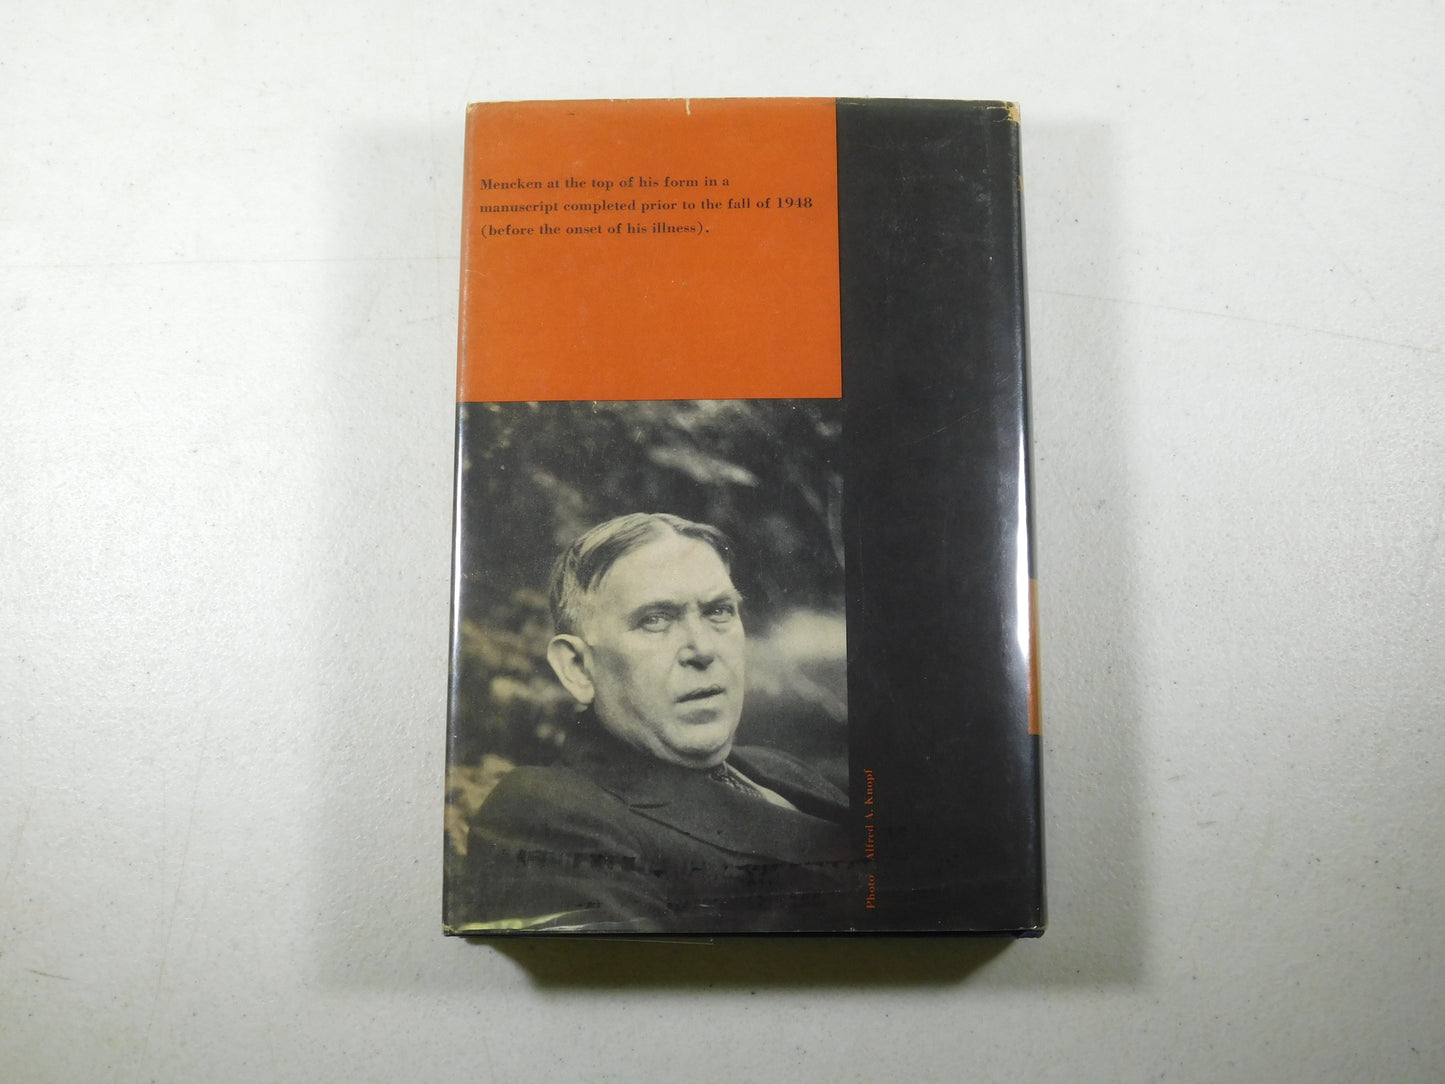 Mencken at the top of his form in a
manuscript completed prior to the fall of 1948
(before the onset of his illness).
Photo Alfred A. Knopf